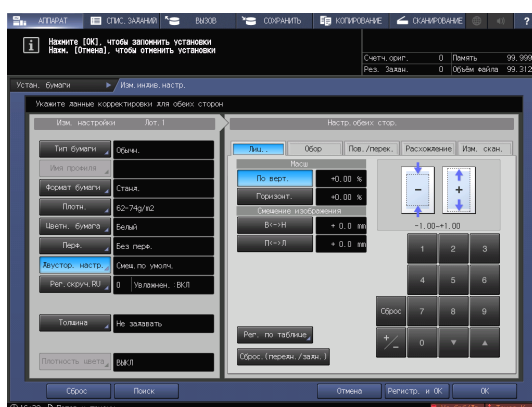 АППАРАТ
СПИС. ЗАДАНИЙ
ВЫЗОВ
СОХРАНИТЬ
КОПИРОВАНИЕ
СКАНИРОВАНИЕ
?
Нажмите [OK], чтобы запомнить установки
Нажм. [Отмена], чтобы отменить установки
Счетч.ориг. 0 Память 99.999
Рез. Задан. 0 Объём файла 99.312
Устан. бумаги
Изм.индив.настр.
Укажите данные корректировки для обеих сторон
Изм. настройки Лот.1
Настр.обеих стор.
Тип бумаги Обычн.
Имя профиля
Формат бумаги Станд.
Плотн. 62-74g/m2
Цветн. бумага Белый
Перф. Без перф.
Двустор. настр. Смещ.по умолч.
Рег.скруч.RU 0 Увлажнен.:ВКЛ
Толщина Не задавать
Плотность цвета ВЫКЛ
Лиц..
Обор
Пов./перек.
Расхождение
Изм. скан.
Масш
По верт. +0.00 %
Горизонт. +0.00 %
Смещение изображения
В<->Н + 0.0 mm
П<->Л + 0.0 mm
Рег. по таблице
Сброс.(передн./задн.)
- +
-1.00-+1.00
1 2 3
4 5 6
Сброс 7 8 9
+/- 0 ▼ ▲
Сброс
Поиск
Отмена
Регистр. и OK
OK